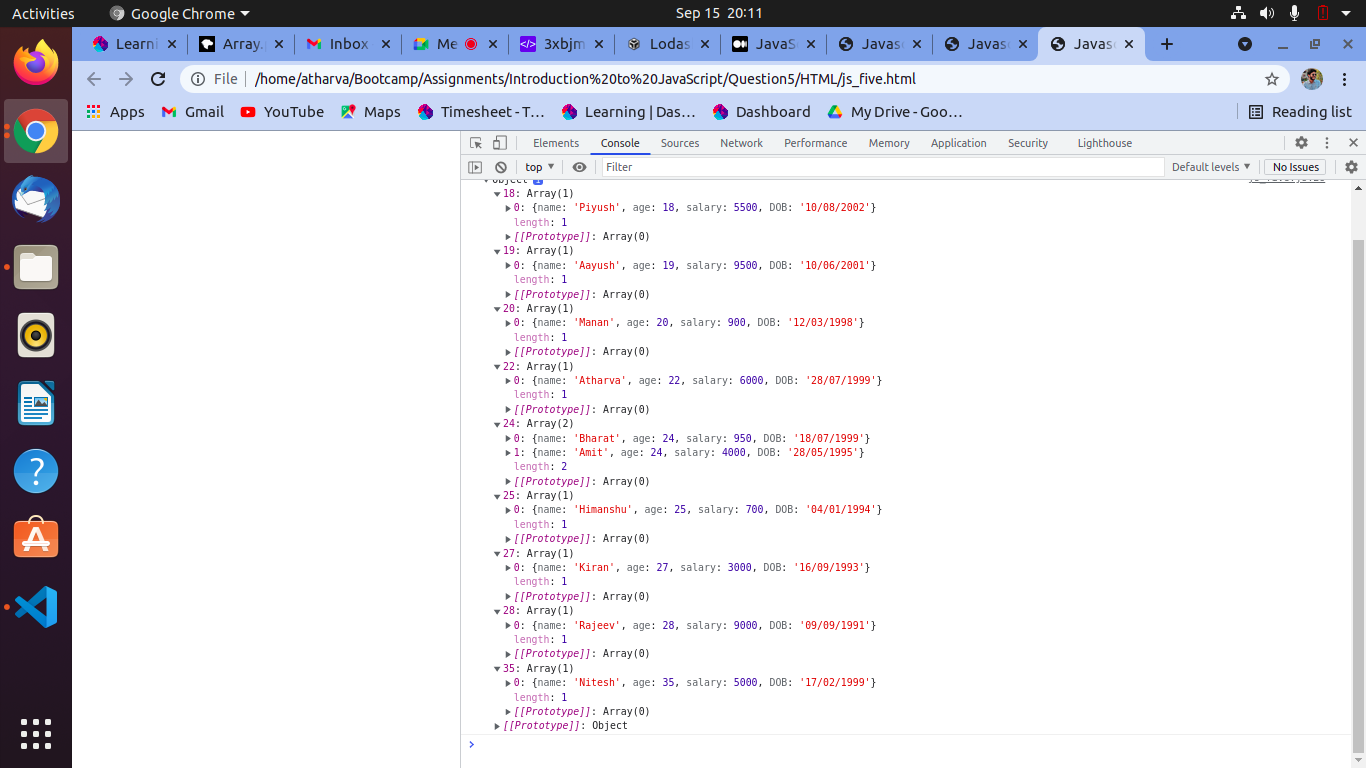 Activities Google Chrome Sep 15 20:11
Learni Array. Inbox Me 3xbjm Lodas JavaS Javasc Javasc Javasc
File /home/atharva/Bootcamp/Assignments/Introduction%20to%20JavaScript/Question5/HTML/js_five.html
Apps Gmail YouTube Maps Timesheet - T... Learning | Das... Dashboard My Drive - Goo... Reading list
Elements Console Sources Network Performance Memory Application Security Lighthouse
top Filter Default levels No Issues
Object
18: Array(1)
0: {name: 'Piyush', age: 18, salary: 5500, DOB: '10/08/2002'}
length: 1
[[Prototype]]: Array(0)
19: Array(1)
0: {name: 'Aayush', age: 19, salary: 9500, DOB: '10/06/2001'}
length: 1
[[Prototype]]: Array(0)
20: Array(1)
0: {name: 'Manan', age: 20, salary: 900, DOB: '12/03/1998'}
length: 1
[[Prototype]]: Array(0)
22: Array(1)
0: {name: 'Atharva', age: 22, salary: 6000, DOB: '28/07/1999'}
length: 1
[[Prototype]]: Array(0)
24: Array(2)
0: {name: 'Bharat', age: 24, salary: 950, DOB: '18/07/1999'}
1: {name: 'Amit', age: 24, salary: 4000, DOB: '28/05/1995'}
length: 2
[[Prototype]]: Array(0)
25: Array(1)
0: {name: 'Himanshu', age: 25, salary: 700, DOB: '04/01/1994'}
length: 1
[[Prototype]]: Array(0)
27: Array(1)
0: {name: 'Kiran', age: 27, salary: 3000, DOB: '16/09/1993'}
length: 1
[[Prototype]]: Array(0)
28: Array(1)
0: {name: 'Rajeev', age: 28, salary: 9000, DOB: '09/09/1991'}
length: 1
[[Prototype]]: Array(0)
35: Array(1)
0: {name: 'Nitesh', age: 35, salary: 5000, DOB: '17/02/1999'}
length: 1
[[Prototype]]: Array(0)
[[Prototype]]: Object